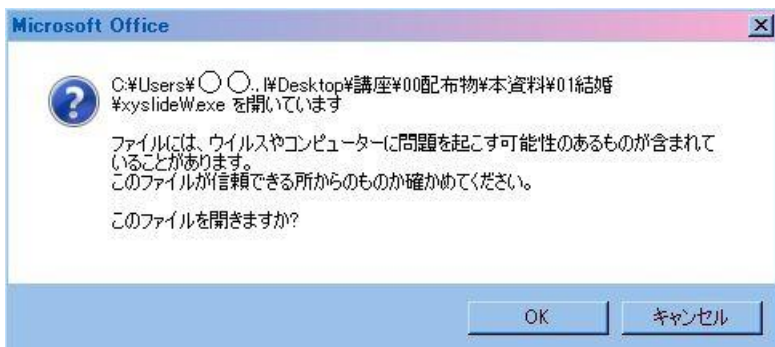 Microsoft Office
C:¥Users¥〇〇..l¥Desktop¥講座¥00配布物¥本資料¥01結婚
¥xyslideW.exe を開いています
ファイルには、ウイルスやコンピューターに問題を起こす可能性のあるものが含まれて
いることがあります。
このファイルが信頼できる所からのものか確かめてください。
このファイルを開きますか?
OK
キャンセル